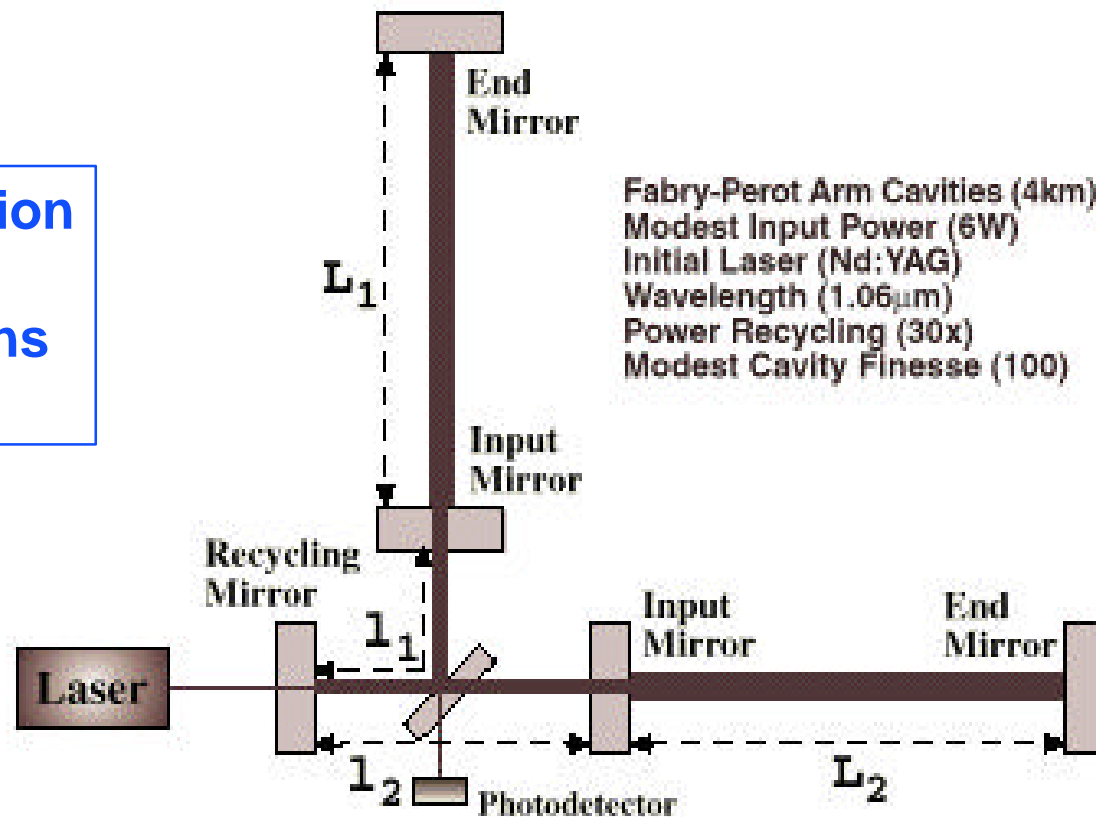 End
Mirror
ion
ns
Fabry-Perot Arm Cavities (4km)
Modest Input Power (6W)
Initial Laser (Nd:YAG)
Wavelength (1.06μm)
Power Recycling (30x)
Modest Cavity Finesse (100)
L1
Input
Mirror
Recycling
Mirror
l1
Input
Mirror
End
Mirror
Laser
l2
L2
Photodetector